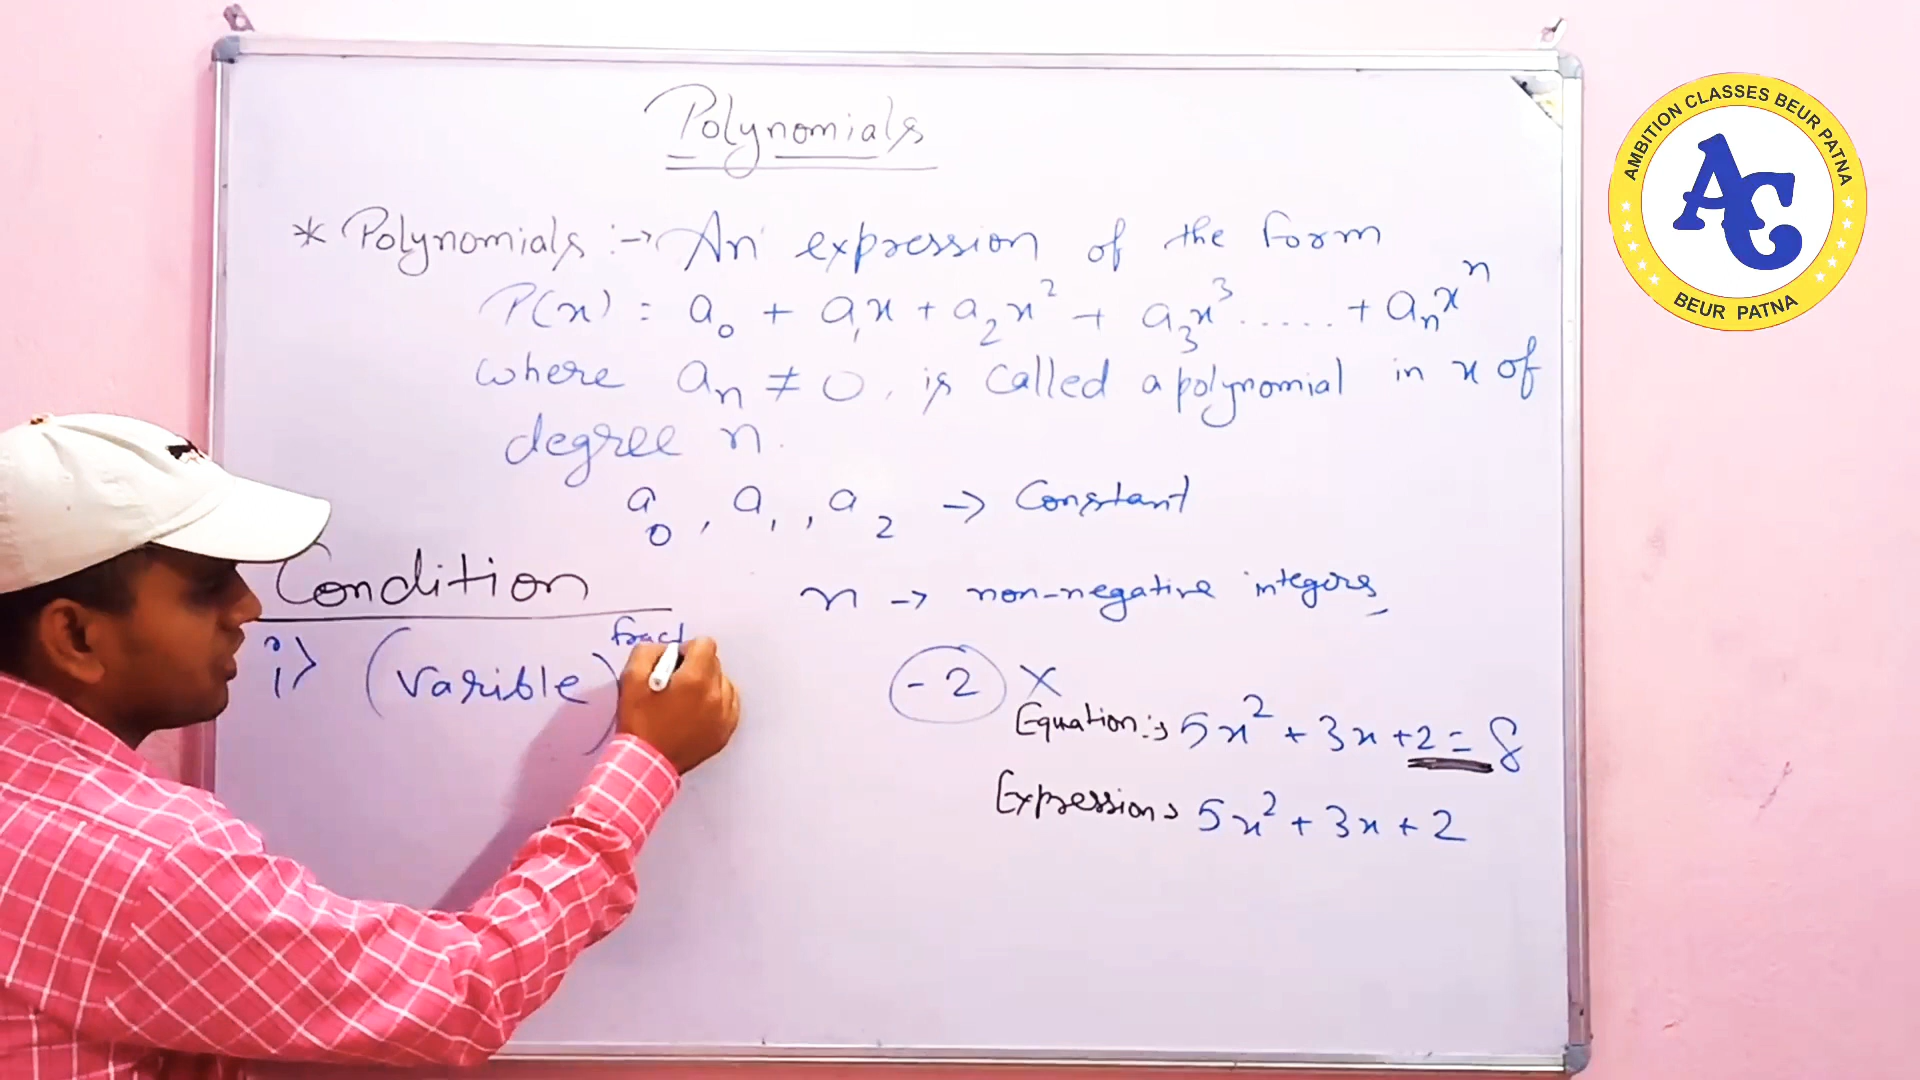 Polynomials
* Polynomials :→ An expression of the form
P(x) = a₀ + a₁x + a₂x² + a₃x³ ..... + aₙxⁿ
where aₙ ≠ 0, is called a polynomial in x of
degree n.
a₀, a₁, a₂ → Constant
Condition
n → non-negative integers
i> (varible)^fract
-2 ×
Equation:→ 5x² + 3x + 2 = 8
Expression→ 5x² + 3x + 2
AMBITION CLASSES BEUR PATNA
AC
BEUR PATNA